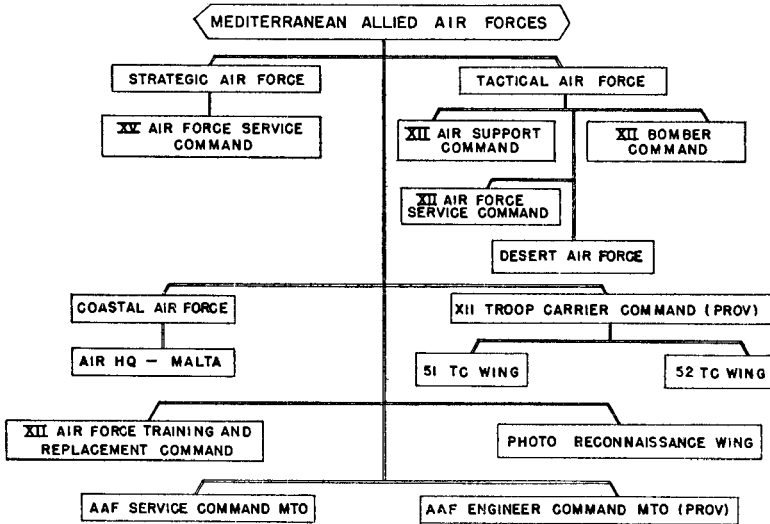 MEDITERRANEAN ALLIED AIR FORCES
STRATEGIC AIR FORCE
TACTICAL AIR FORCE
XV AIR FORCE SERVICE
COMMAND
XII AIR SUPPORT
COMMAND
XII BOMBER
COMMAND
XII AIR FORCE
SERVICE COMMAND
DESERT AIR FORCE
COASTAL AIR FORCE
XII TROOP CARRIER COMMAND (PROV)
AIR HQ — MALTA
51 TC WING
52 TC WING
XII AIR FORCE TRAINING AND
REPLACEMENT COMMAND
PHOTO RECONNAISSANCE WING
AAF SERVICE COMMAND MTO
AAF ENGINEER COMMAND MTO (PROV)